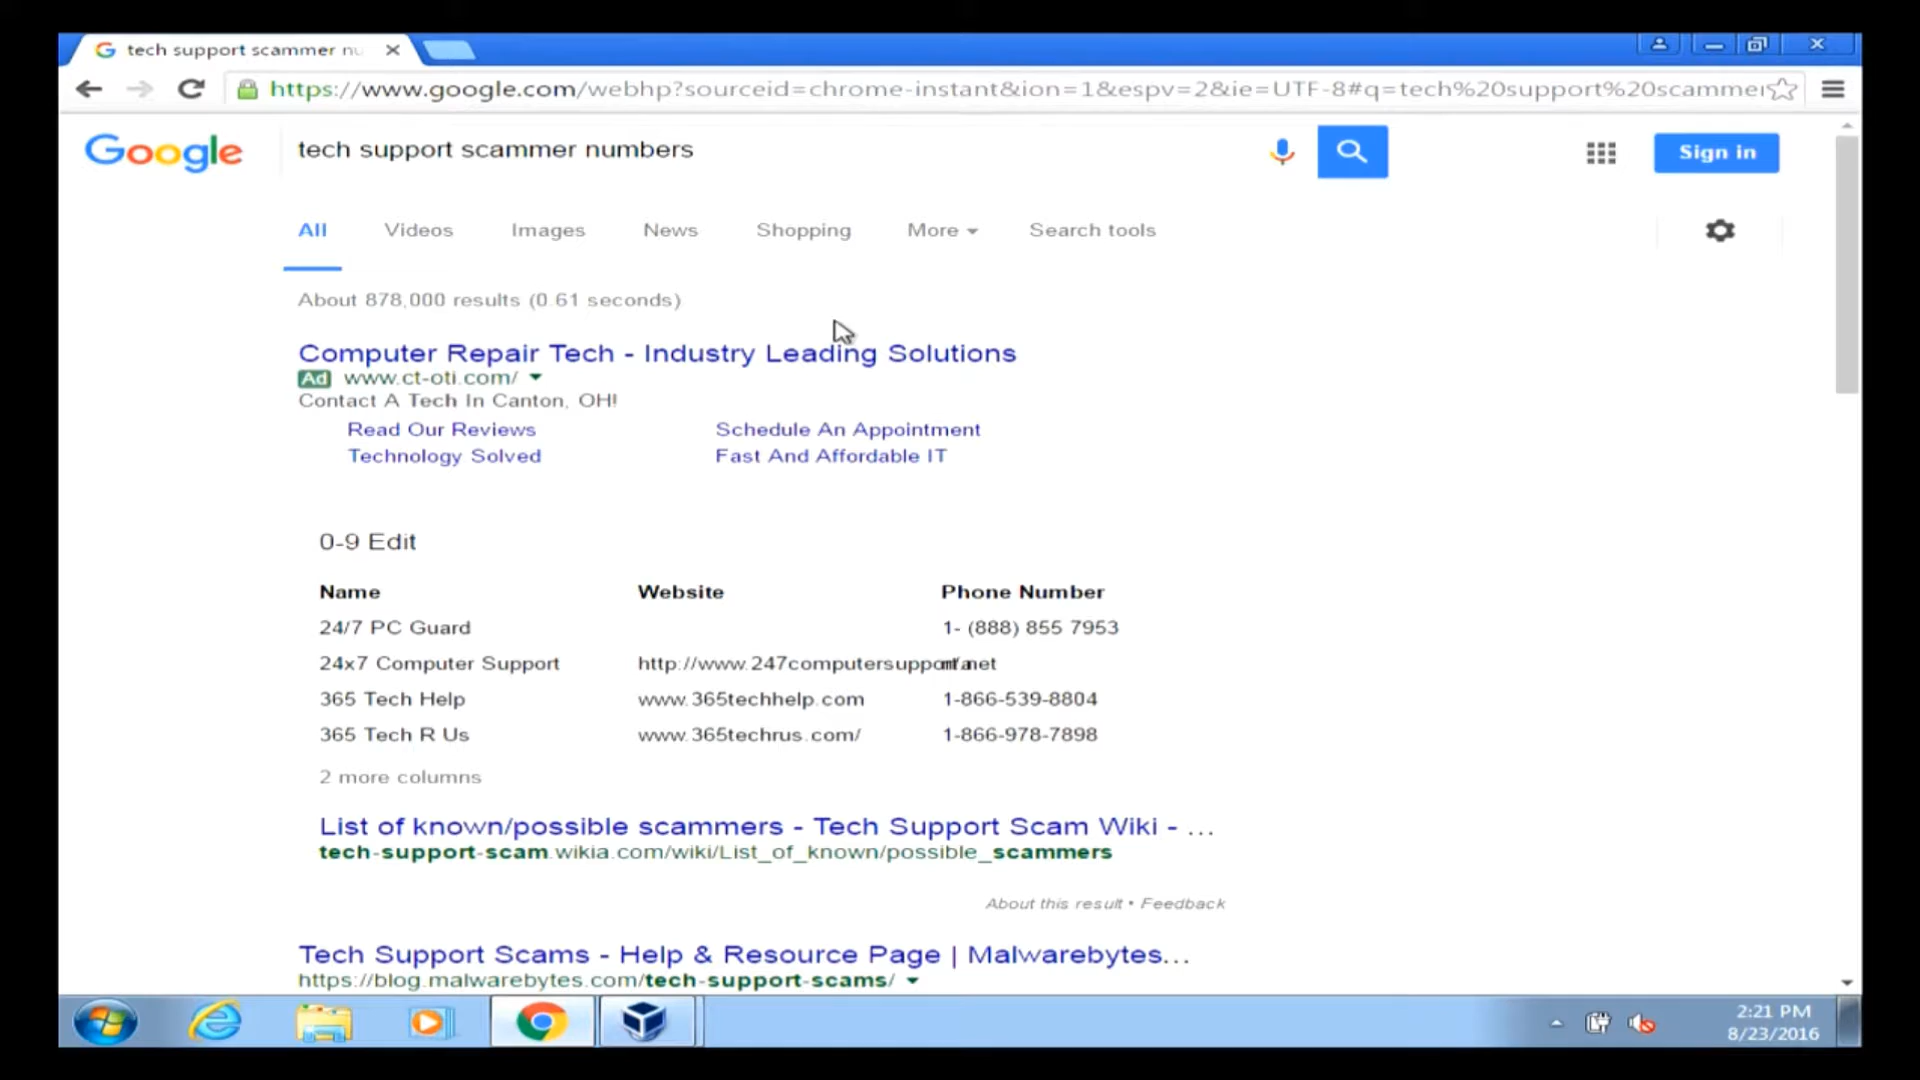 tech support scammer nu
https://www.google.com/webhp?sourceid=chrome-instant&ion=1&espv=2&ie=UTF-8#q=tech%20support%20scammer
Google
tech support scammer numbers
Sign in
All Videos Images News Shopping More Search tools
About 878,000 results (0.61 seconds)
Computer Repair Tech - Industry Leading Solutions
Ad www.ct-oti.com/
Contact A Tech In Canton, OH!
Read Our Reviews Schedule An Appointment
Technology Solved Fast And Affordable IT
0-9 Edit
Name Website Phone Number
24/7 PC Guard 1- (888) 855 7953
24x7 Computer Support http://www.247computersupport.net
365 Tech Help www.365techhelp.com 1-866-539-8804
365 Tech R Us www.365techrus.com/ 1-866-978-7898
2 more columns
List of known/possible scammers - Tech Support Scam Wiki - ...
tech-support-scam.wikia.com/wiki/List_of_known/possible_scammers
About this result • Feedback
Tech Support Scams - Help & Resource Page | Malwarebytes...
https://blog.malwarebytes.com/tech-support-scams/
2:21 PM
8/23/2016